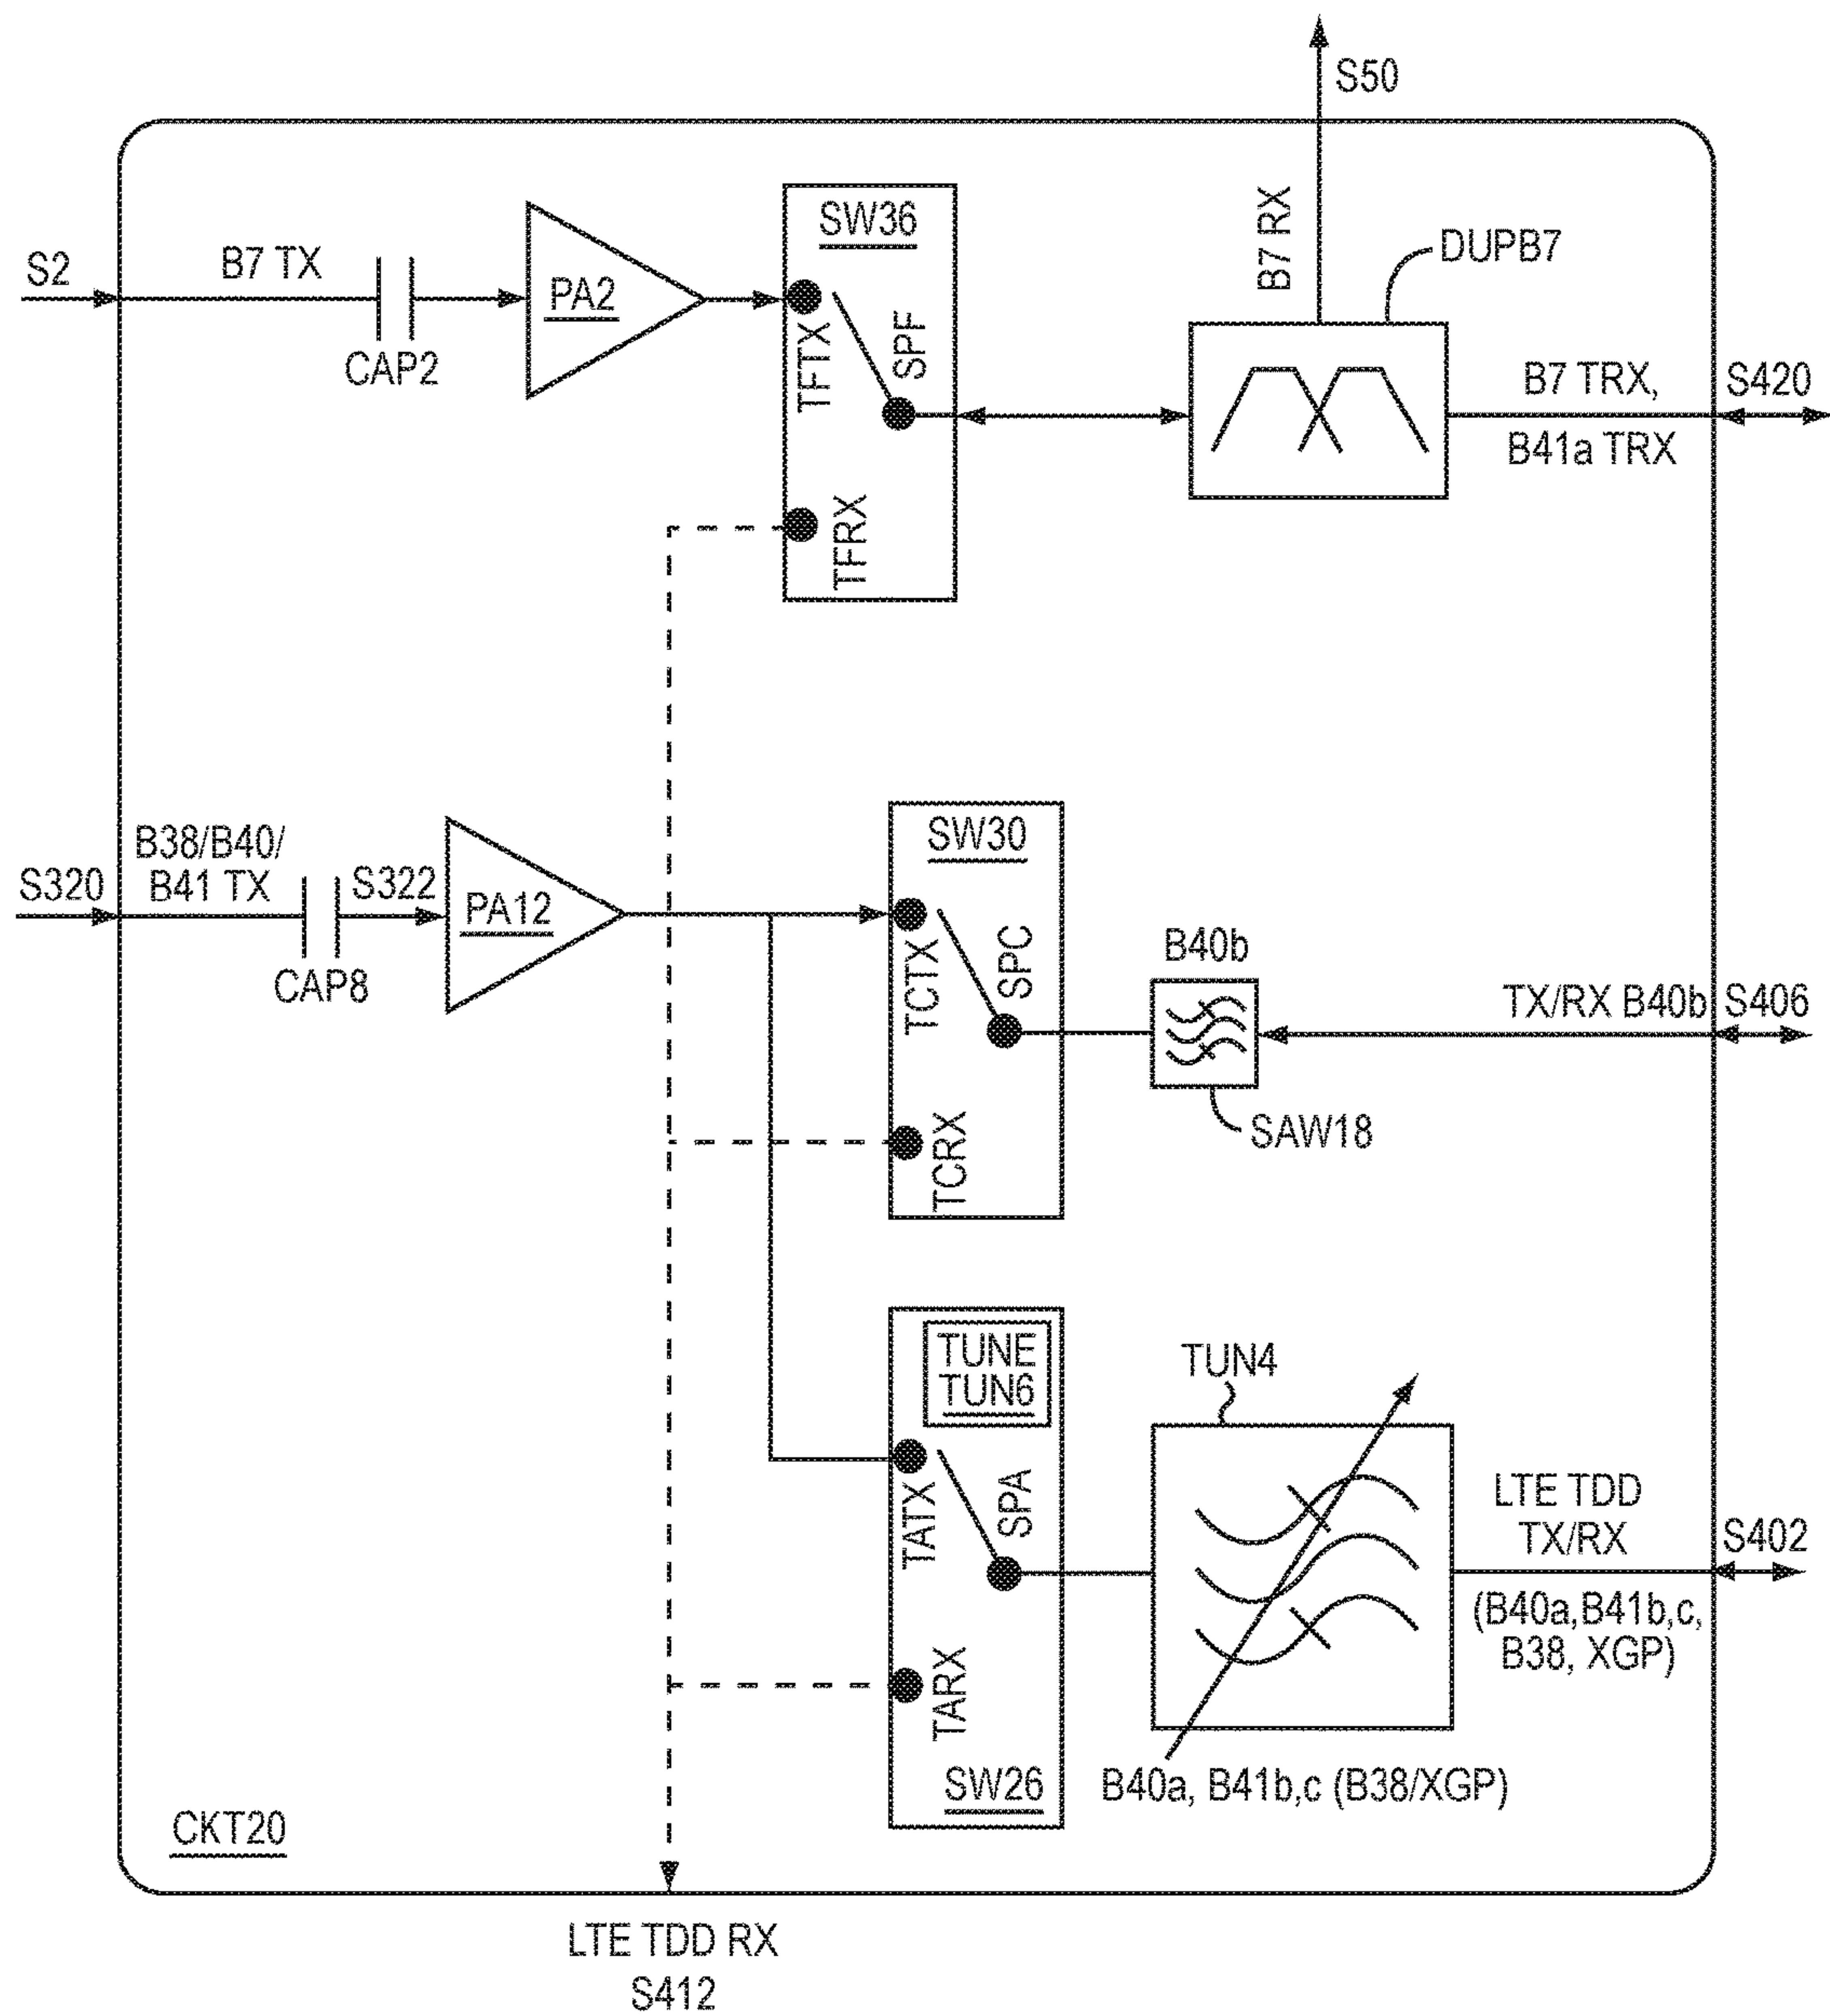 S50
SW36
B7 RX
DUPB7
S2
B7 TX
PA2
CAP2
TFTX
SPF
B7 TRX,
B41a TRX
S420
TFRX
B38/B40/
B41 TX
S320
S322
PA12
CAP8
SW30
TCTX
SPC
B40b
TX/RX B40b
S406
SAW18
TCRX
TUNE
TUN6
TUN4
TATX
SPA
LTE TDD
TX/RX
S402
(B40a,B41b,c,
B38, XGP)
TARX
SW26
B40a, B41b,c (B38/XGP)
CKT20
LTE TDD RX
S412